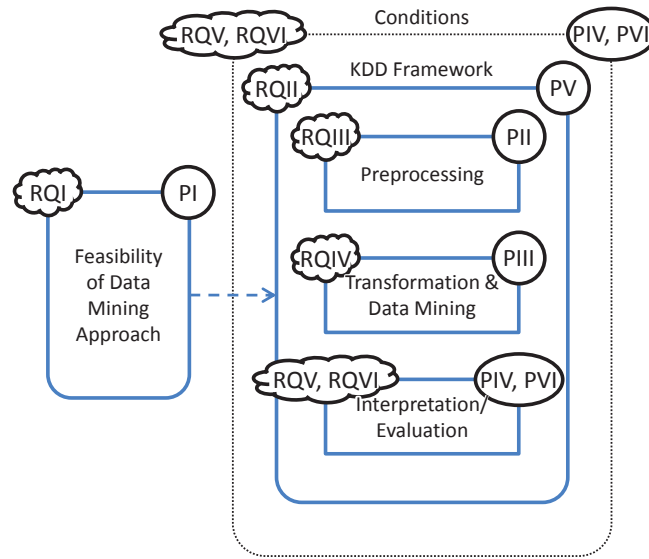 Conditions
RQV, RQVI
PIV, PVI
KDD Framework
RQII
PV
RQIII
PII
Preprocessing
RQI
PI
Feasibility
of Data
Mining
Approach
RQIV
PIII
Transformation &
Data Mining
RQV, RQVI
PIV, PVI
Interpretation/
Evaluation